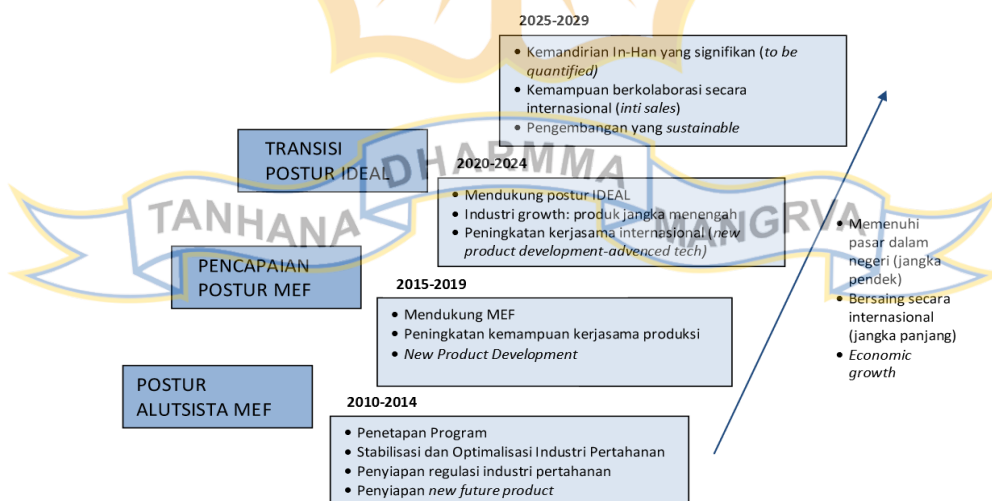 2025-2029
• Kemandirian In-Han yang signifikan (to be
quantified)
• Kemampuan berkolaborasi secara
internasional (inti sales)
• Pengembangan yang sustainable
TRANSISI
POSTUR IDEAL
DHARMMA
2020-2024
• Mendukung postur IDEAL
• Industri growth: produk jangka menengah
• Peningkatan kerjasama internasional (new
product development-advenced tech)
TANHANA
MANGRVA
• Memenuhi
pasar dalam
negeri (jangka
pendek)
• Bersaing secara
internasional
(jangka panjang)
• Economic
growth
PENCAPAIAN
POSTUR MEF
2015-2019
• Mendukung MEF
• Peningkatan kemampuan kerjasama produksi
• New Product Development
POSTUR
ALUTSISTA MEF
2010-2014
• Penetapan Program
• Stabilisasi dan Optimalisasi Industri Pertahanan
• Penyiapan regulasi industri pertahanan
• Penyiapan new future product